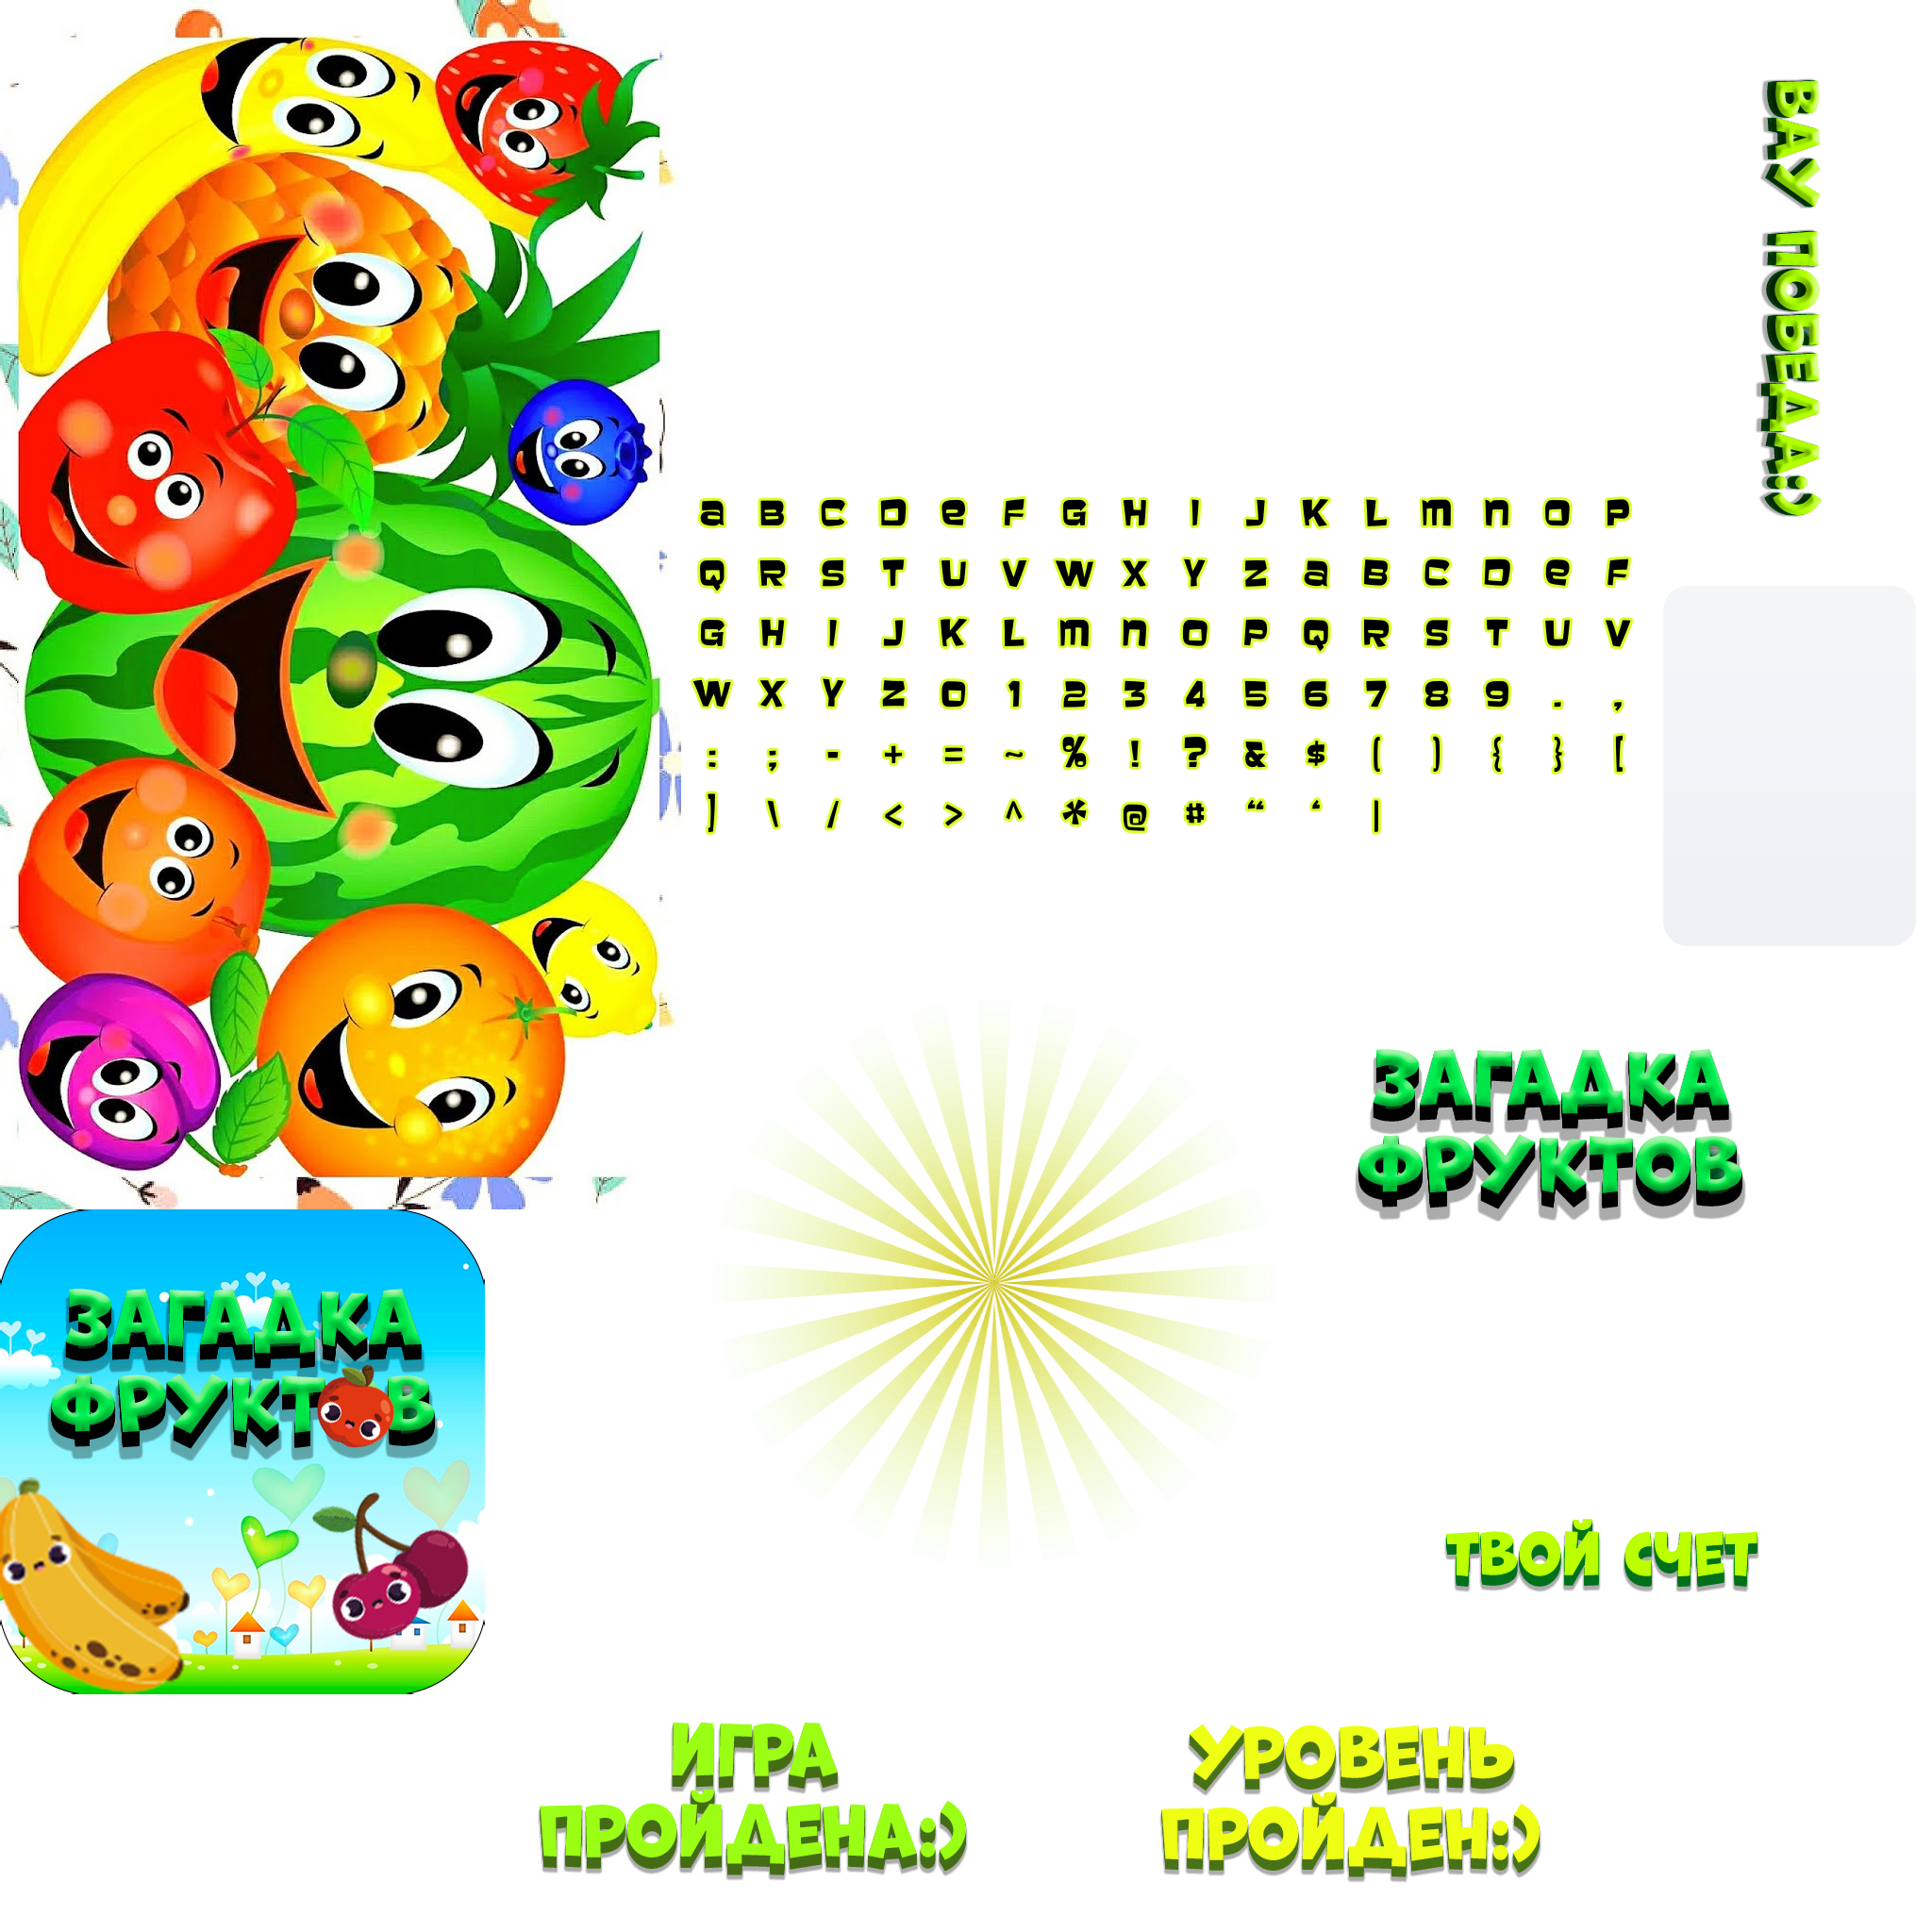 ВАУ ПОБЕДА:)
a B C D e F G H I J K L m n O P
Q R S T U V W X Y Z a B C D e F
G H I J K L m n O P Q R S T U V
W X Y Z 0 1 2 3 4 5 6 7 8 9 . ,
: ; - + = ~ % ! ? & $ ( ) { } [
] \ / < > ^ * @ # “ ‘ |
ЗАГАДКА
ФРУКТОВ
ЗАГАДКА
ФРУКТОВ
ТВОЙ СЧЕТ
ИГРА
ПРОЙДЕНА:)
УРОВЕНЬ
ПРОЙДЕН:)